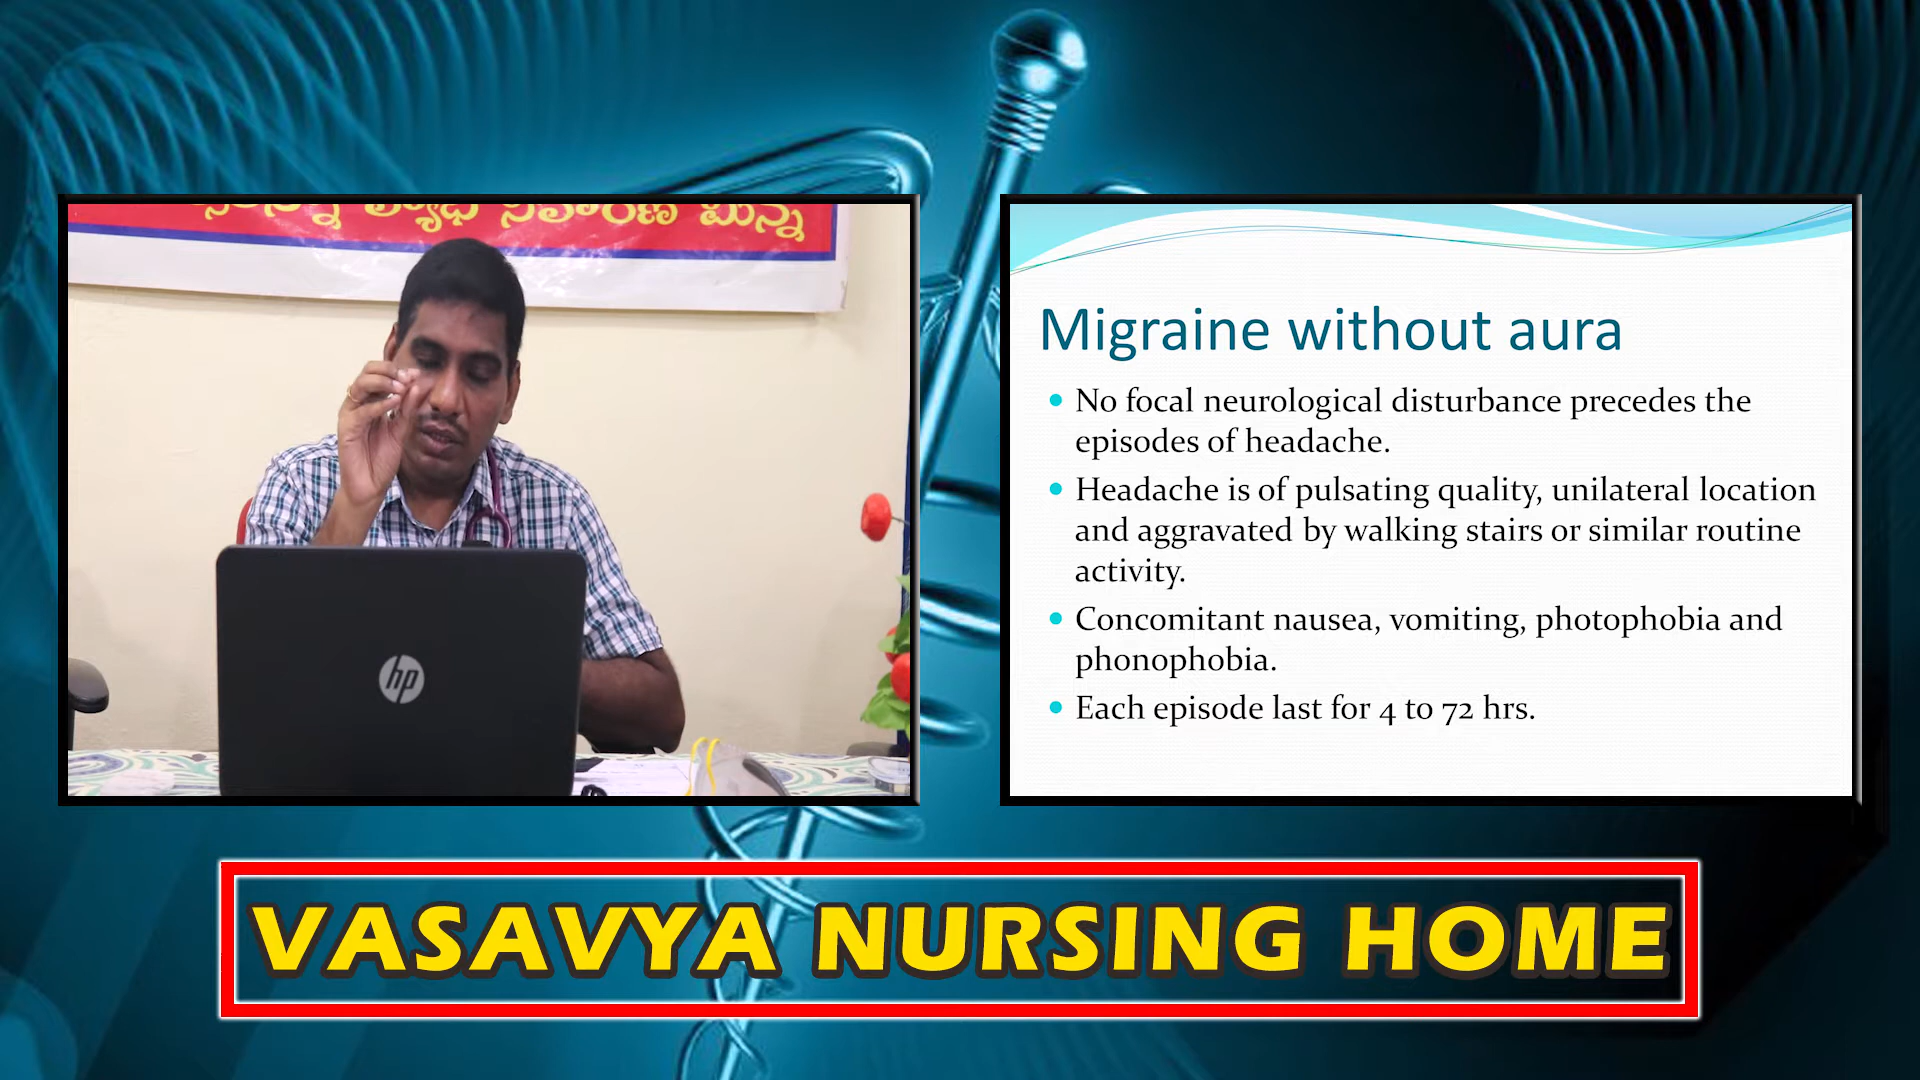 మిన్న
Migraine without aura
• No focal neurological disturbance precedes the
episodes of headache.
• Headache is of pulsating quality, unilateral location
and aggravated by walking stairs or similar routine
activity.
• Concomitant nausea, vomiting, photophobia and
phonophobia.
• Each episode last for 4 to 72 hrs.
hp
VASAVYA NURSING HOME